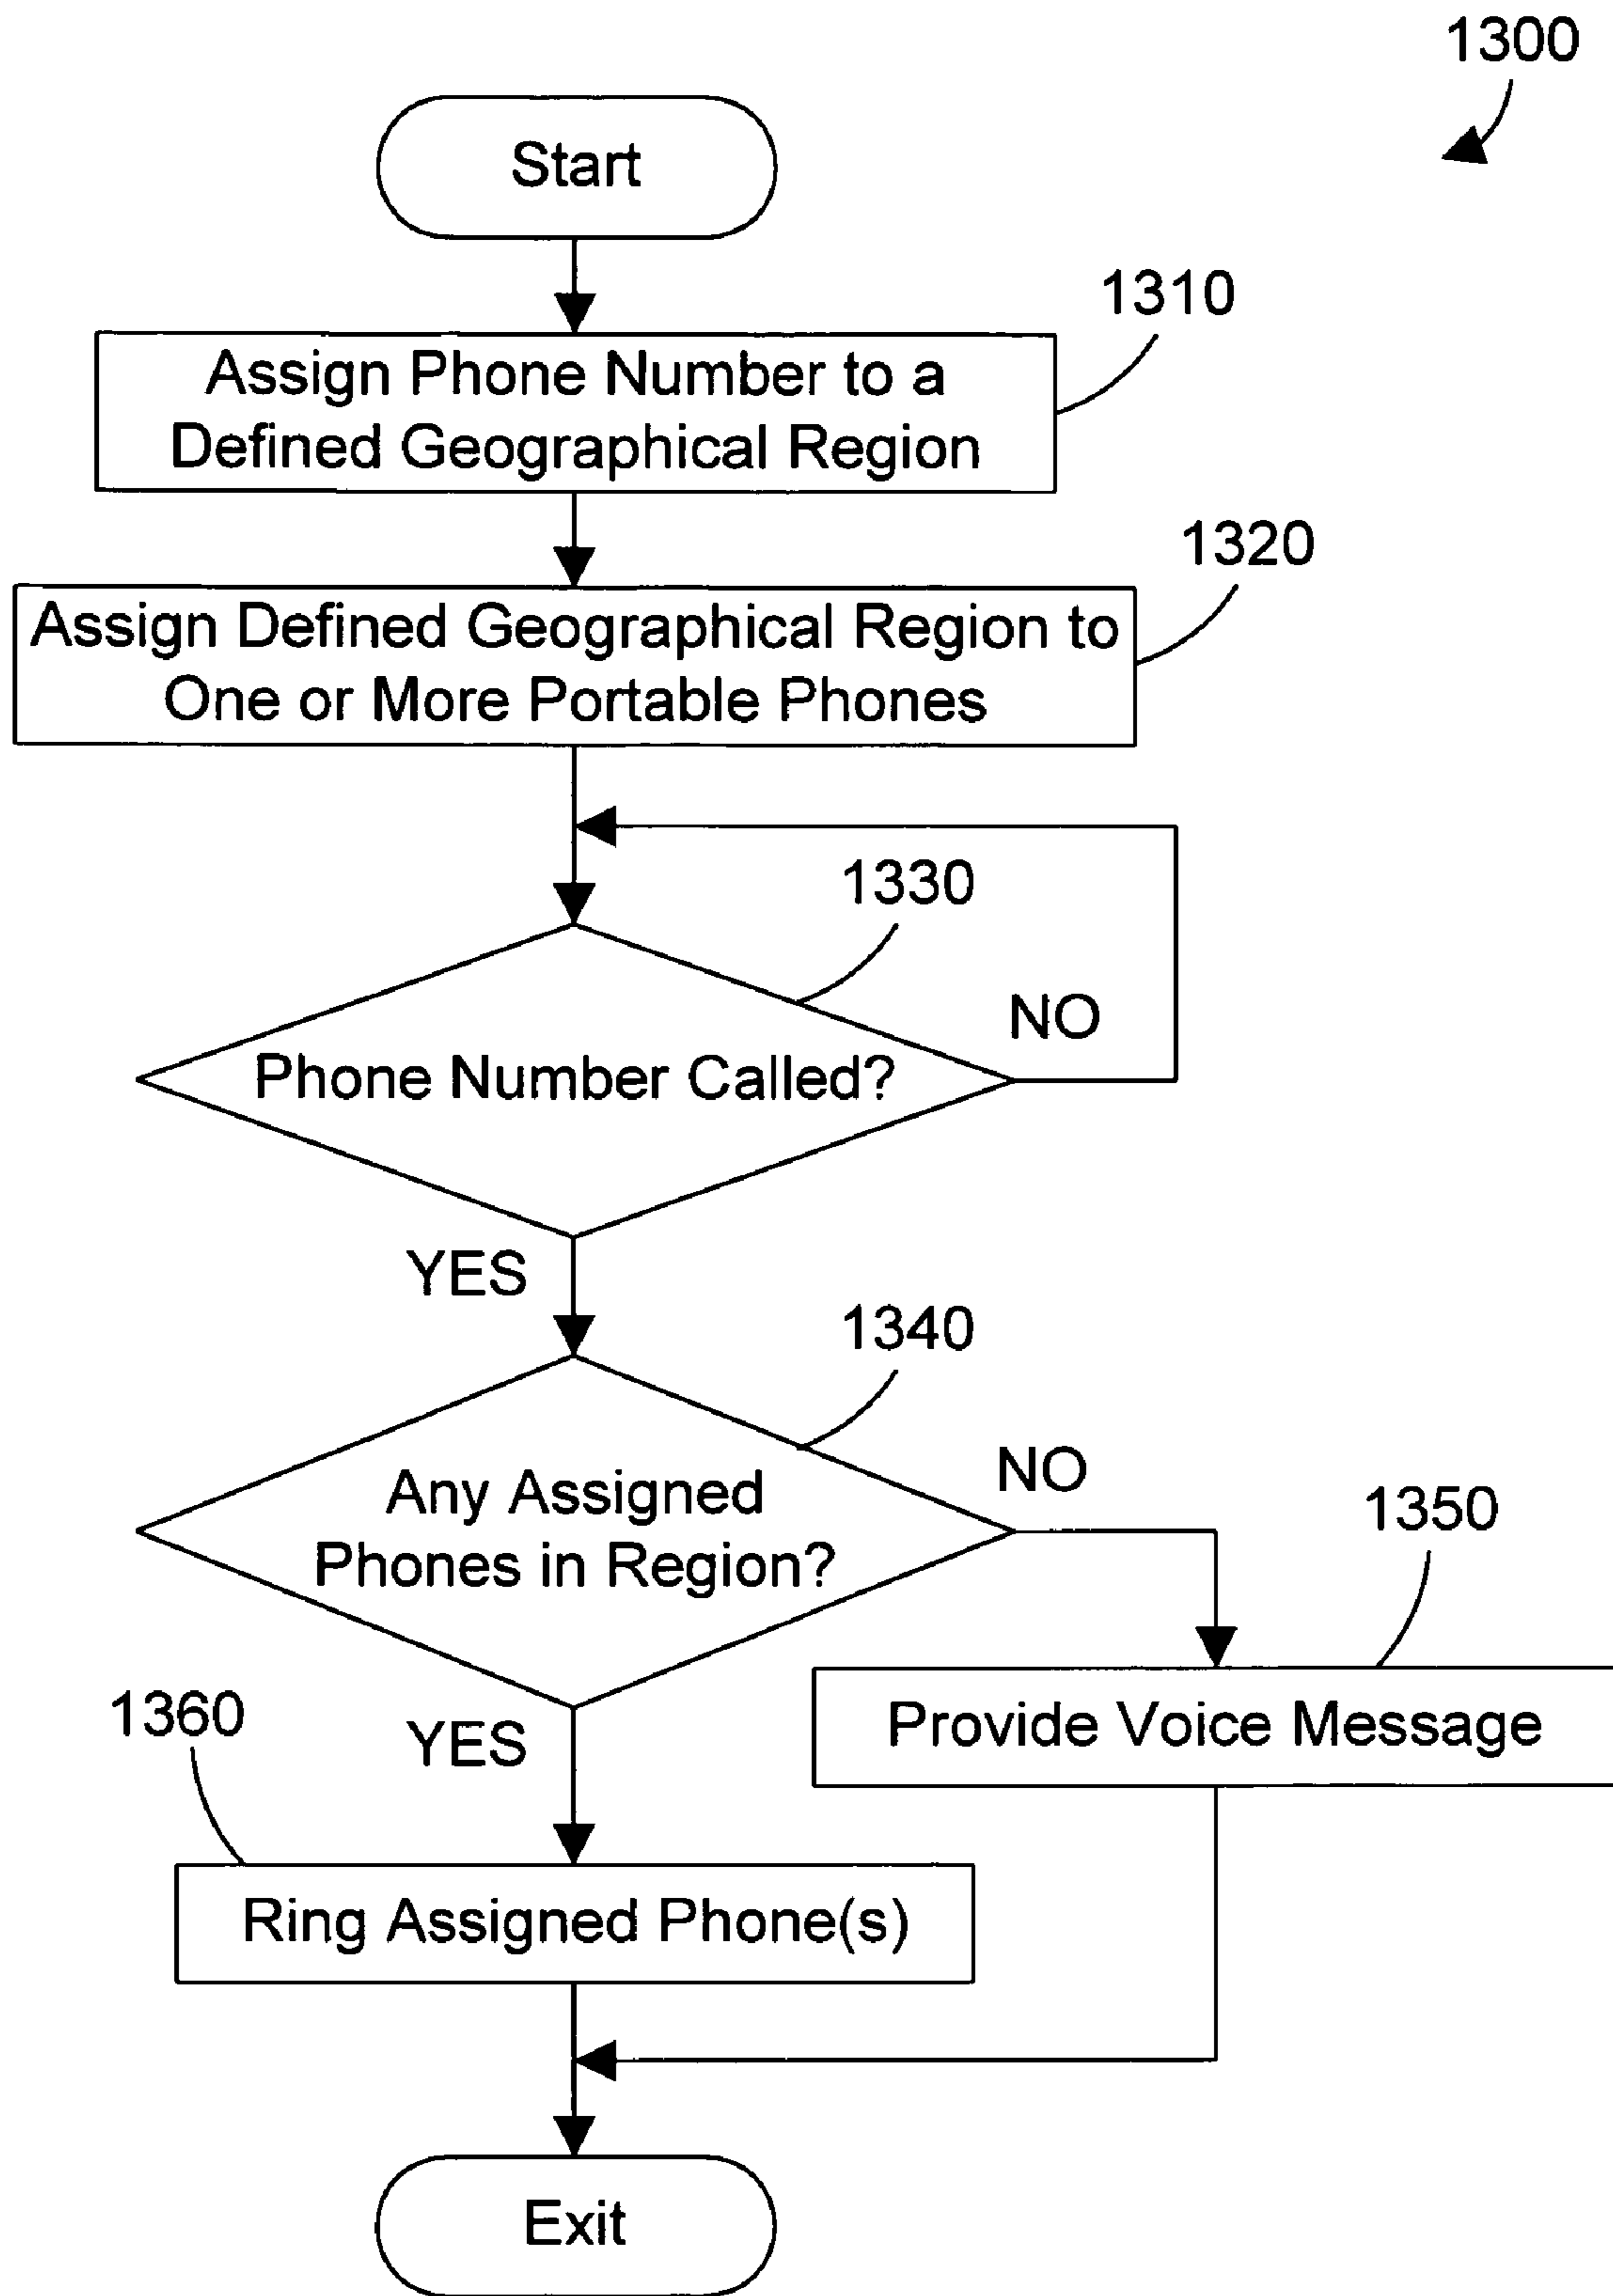 1300
Start
1310
Assign Phone Number to a
Defined Geographical Region
1320
Assign Defined Geographical Region to
One or More Portable Phones
1330
NO
Phone Number Called?
YES
1340
NO
Any Assigned
Phones in Region?
1350
1360
YES
Provide Voice Message
Ring Assigned Phone(s)
Exit